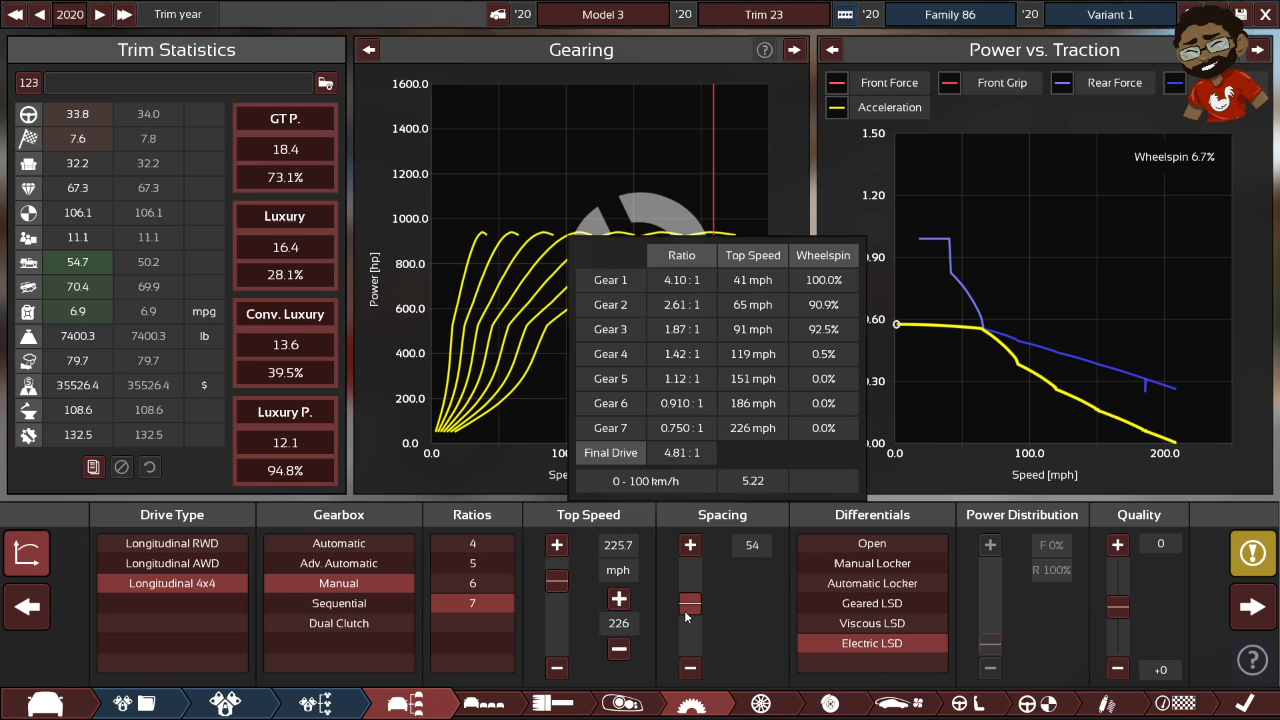 2020
Trim year
'20
Model 3
'20
Trim 23
'20
Family 86
'20
Variant 1
Trim Statistics
Gearing
?
Power vs. Traction
123
33.8 34.0
7.6 7.8
32.2 32.2
67.3 67.3
106.1 106.1
11.1 11.1
54.7 50.2
70.4 69.9
6.9 6.9 mpg
7400.3 7400.3 lb
79.7 79.7
35526.4 35526.4 $
108.6 108.6
132.5 132.5
GT P.
18.4
73.1%
Luxury
16.4
28.1%
Conv. Luxury
13.6
39.5%
Luxury P.
12.1
94.8%
1600.0
1400.0
1200.0
1000.0
800.0
600.0
400.0
200.0
0.0
Power [hp]
0.0
Ratio Top Speed Wheelspin
Gear 1 4.10 : 1 41 mph 100.0%
Gear 2 2.61 : 1 65 mph 90.9%
Gear 3 1.87 : 1 91 mph 92.5%
Gear 4 1.42 : 1 119 mph 0.5%
Gear 5 1.12 : 1 151 mph 0.0%
Gear 6 0.910 : 1 186 mph 0.0%
Gear 7 0.750 : 1 226 mph 0.0%
Final Drive 4.81 : 1
0 - 100 km/h 5.22
Front Force
Front Grip
Rear Force
Acceleration
Wheelspin 6.7%
1.50
1.20
0.0 100.0 200.0
Speed [mph]
Drive Type
Longitudinal RWD
Longitudinal AWD
Longitudinal 4x4
Gearbox
Automatic
Adv. Automatic
Manual
Sequential
Dual Clutch
Ratios
4
5
6
7
Top Speed
+
225.7
mph
+
226
Spacing
+
54
Differentials
Open
Manual Locker
Automatic Locker
Geared LSD
Viscous LSD
Electric LSD
Power Distribution
+
F 0%
R 100%
Quality
+
0
+0
!
?